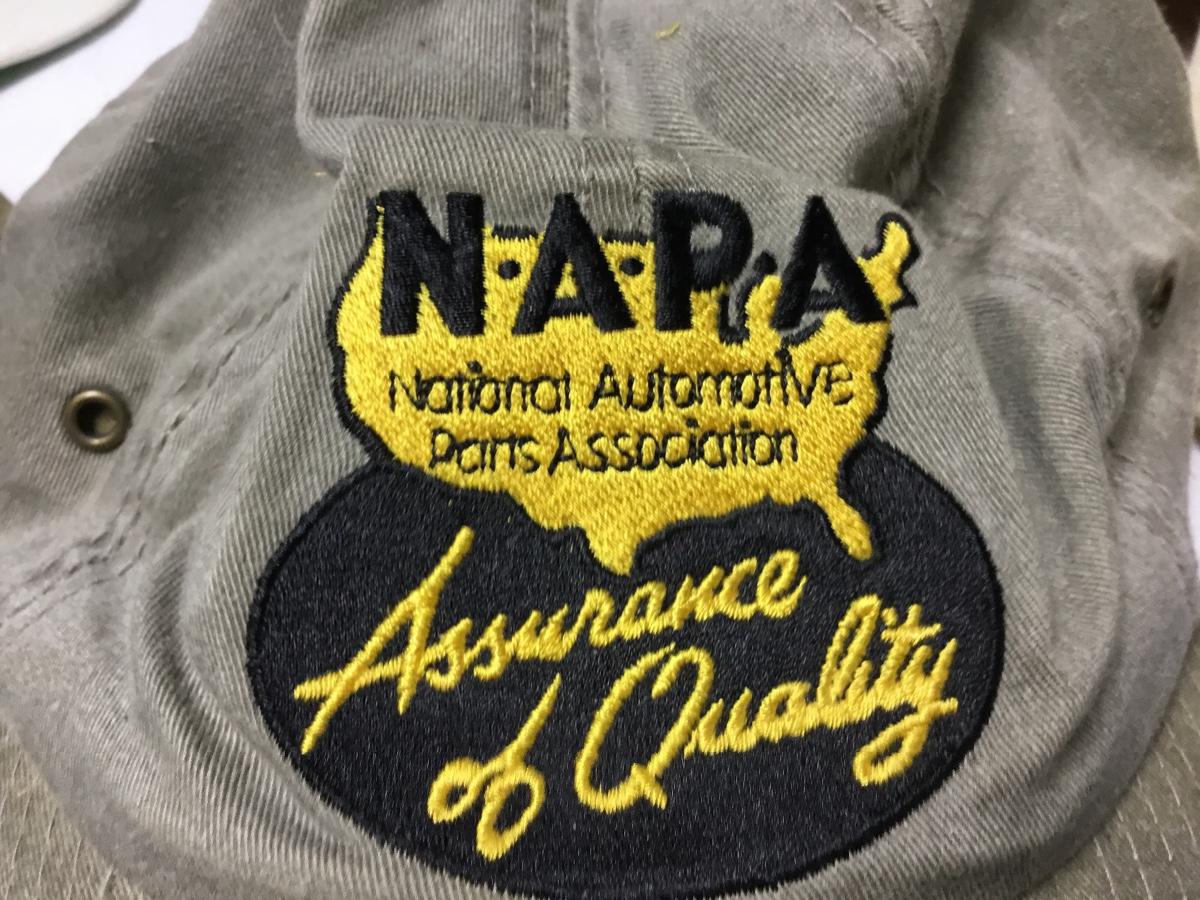 N·A·P·A
National Automotive
Parts Association
Assurance
of Quality